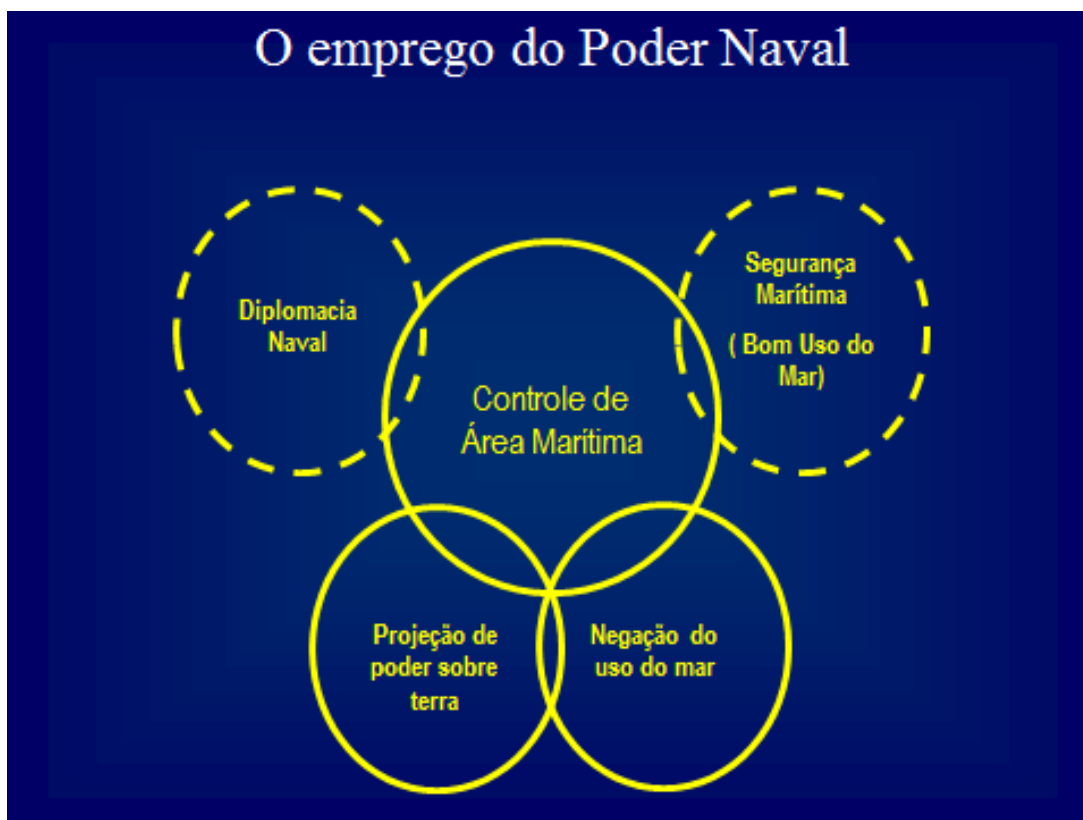 O emprego do Poder Naval
Diplomacia
Naval
Segurança
Marítima
( Bom Uso do
Mar)
Controle de
Área Marítima
Projeção de
poder sobre
terra
Negação do
uso do mar